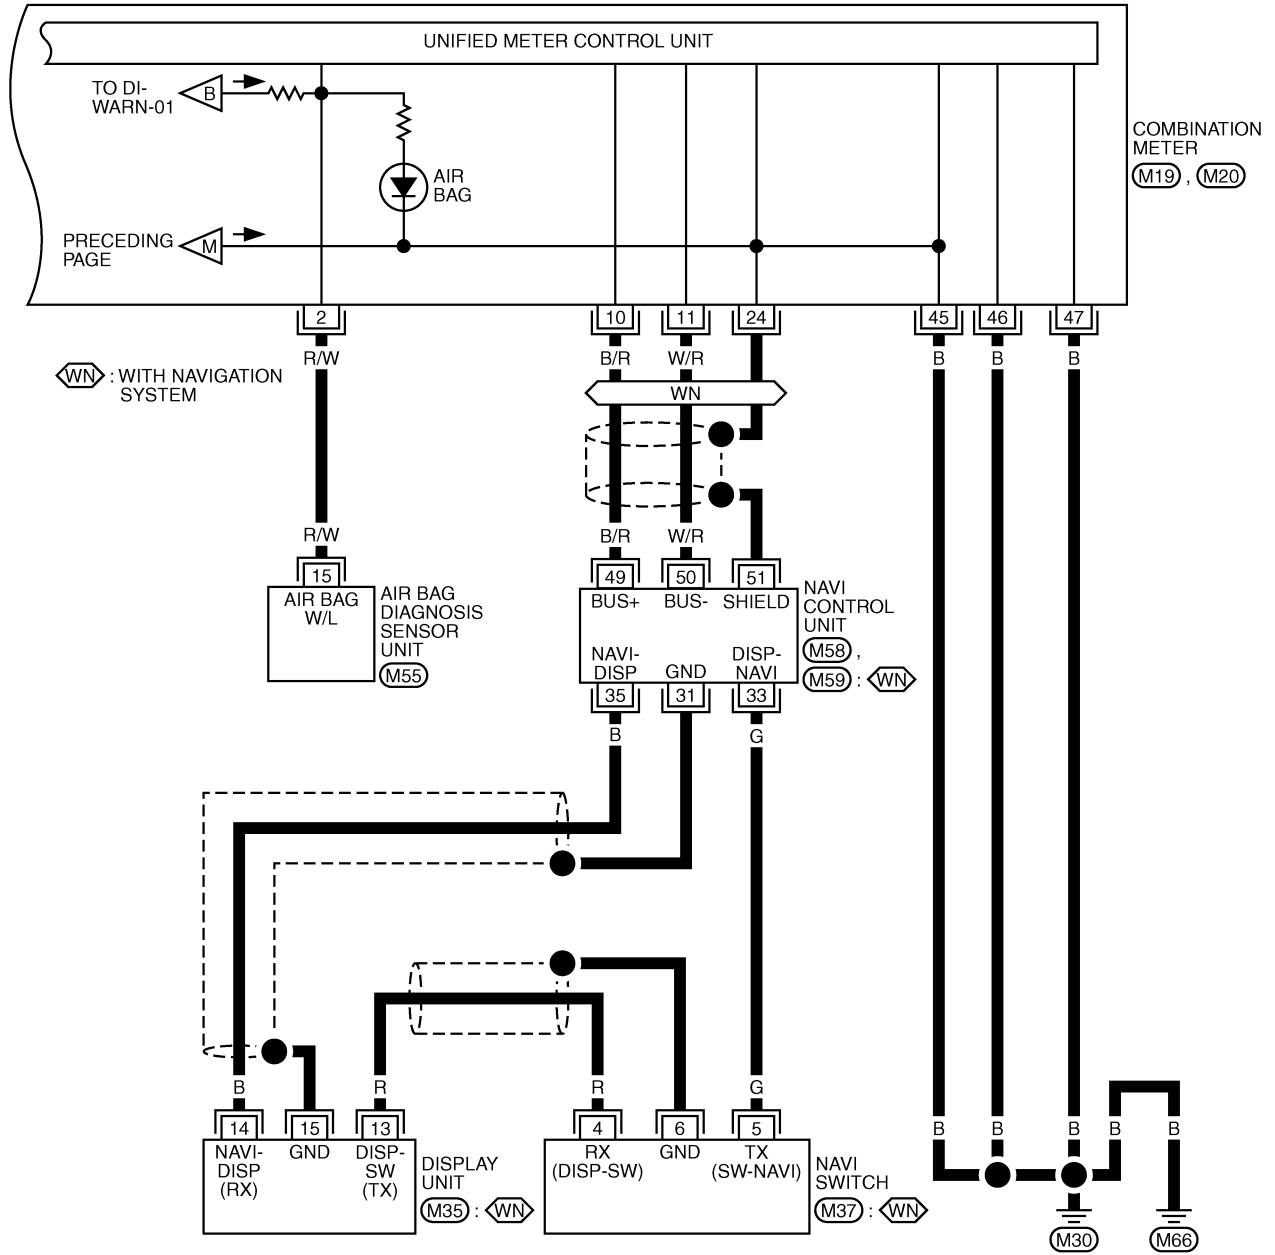 UNIFIED METER CONTROL UNIT
TO DI-
WARN-01
B
AIR
BAG
PRECEDING
PAGE
M
COMBINATION
METER
M19 , M20
2 10 11 24 45 46 47
R/W B/R W/R B B B
WN : WITH NAVIGATION
SYSTEM
WN
R/W B/R W/R
15 49 50 51
AIR BAG
W/L
AIR BAG
DIAGNOSIS
SENSOR
UNIT
M55
BUS+ BUS- SHIELD
NAVI
CONTROL
UNIT
M58 ,
M59 : WN
NAVI-
DISP
GND
DISP-
NAVI
35 31 33
B G
B R R G
14 15 13 4 6 5
B B B B B
NAVI-
DISP
(RX)
GND
DISP-
SW
(TX)
DISPLAY
UNIT
M35 : WN
RX
(DISP-SW)
GND
TX
(SW-NAVI)
NAVI
SWITCH
M37 : WN
M30 M66